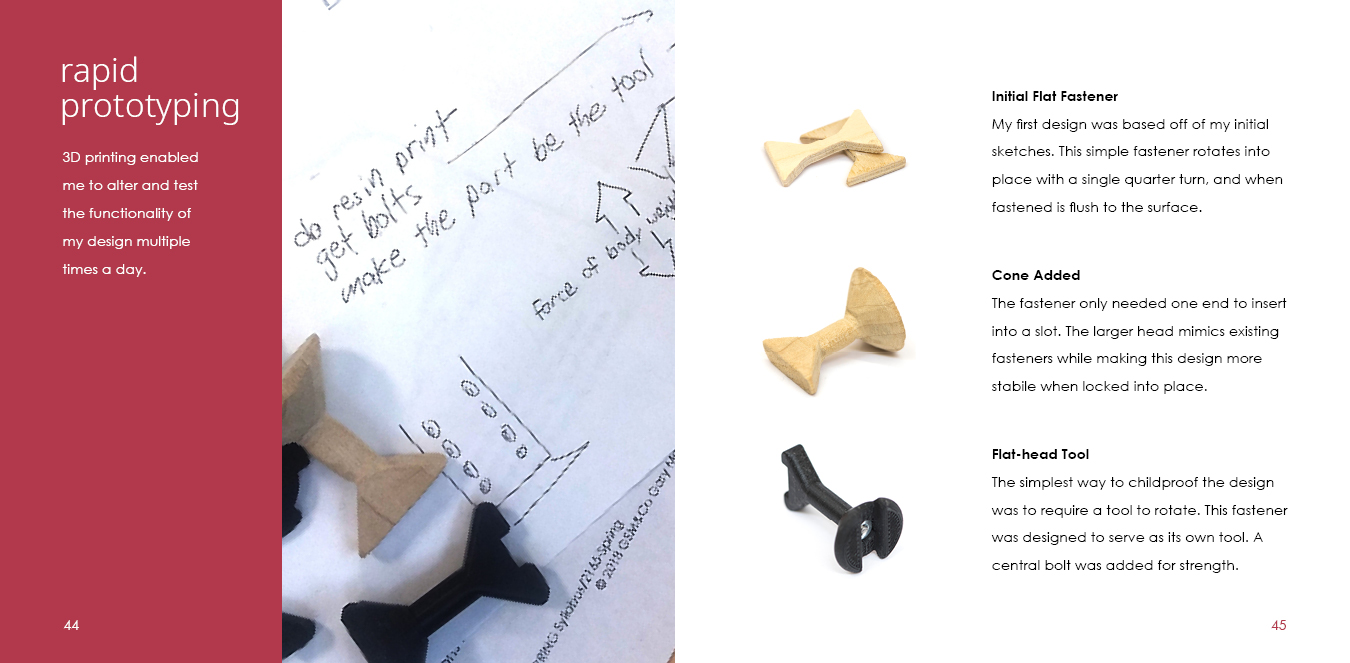 rapid
prototyping
3D printing enabled
me to alter and test
the functionality of
my design multiple
times a day.
44
do resin print
get bolts
make the part be the tool
Force of body
2018 GSM&Co Gary
Initial Flat Fastener
My first design was based off of my initial
sketches. This simple fastener rotates into
place with a single quarter turn, and when
fastened is flush to the surface.
Cone Added
The fastener only needed one end to insert
into a slot. The larger head mimics existing
fasteners while making this design more
stabile when locked into place.
Flat-head Tool
The simplest way to childproof the design
was to require a tool to rotate. This fastener
was designed to serve as its own tool. A
central bolt was added for strength.
45